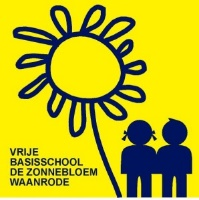 VRIJE
BASISSCHOOL
DE ZONNEBLOEM
WAANRODE